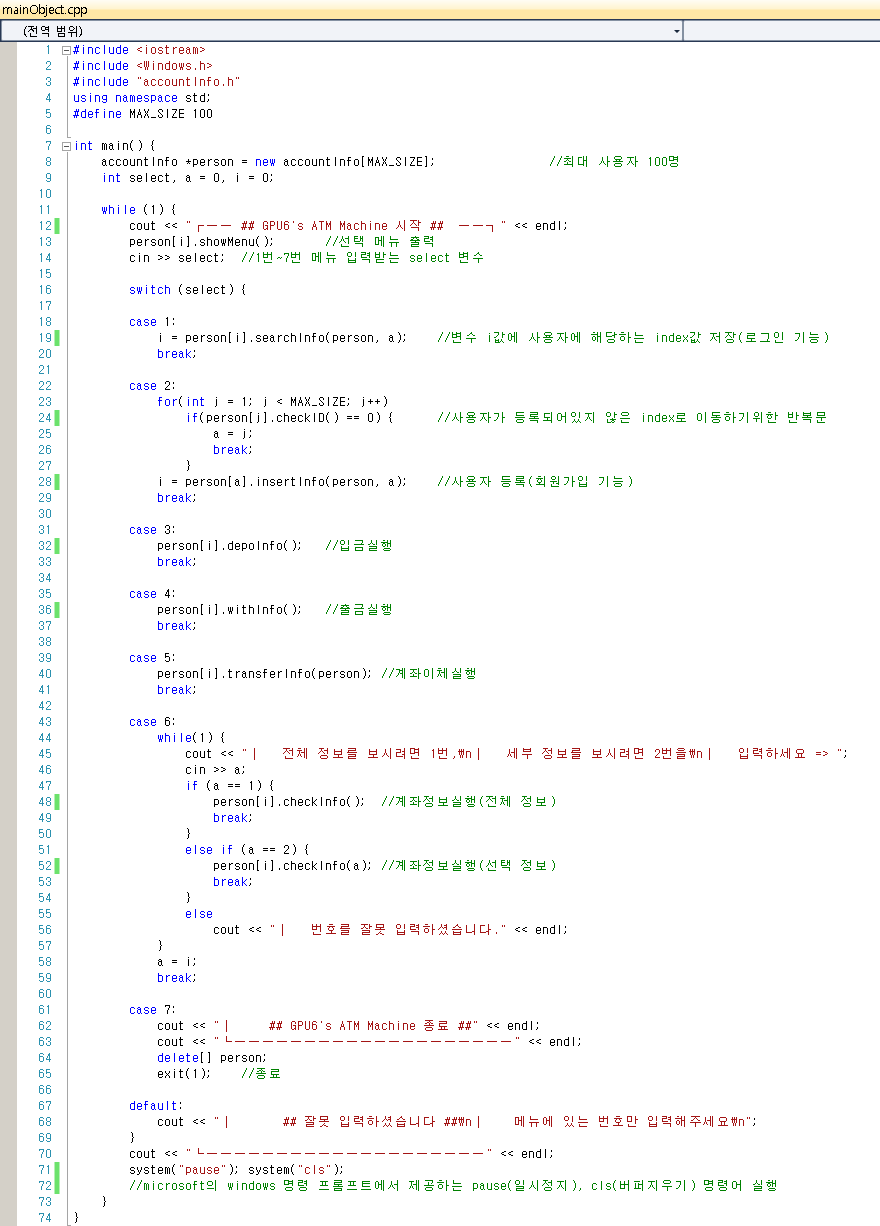 mainObject.cpp
(전역 범위)
1 #include <iostream>
2 #include <Windows.h>
3 #include "accountInfo.h"
4 using namespace std;
5 #define MAX_SIZE 100
6
7 int main() {
8 accountInfo *person = new accountInfo[MAX_SIZE]; //최대 사용자 100명
9 int select, a = 0, i = 0;
10
11 while (1) {
12 cout << "┌── ## GPU6's ATM Machine 시작 ## ──┐" << endl;
13 person[i].showMenu(); //선택 메뉴 출력
14 cin >> select; //1번~7번 메뉴 입력받는 select 변수
15
16 switch (select) {
17
18 case 1:
19 i = person[i].searchInfo(person, a); //변수 i값에 사용자에 해당하는 index값 저장(로그인 기능)
20 break;
21
22 case 2:
23 for(int j = 1; j < MAX_SIZE; j++)
24 if(person[j].checkID() == 0) { //사용자가 등록되어있지 않은 index로 이동하기위한 반복문
25 a = j;
26 break;
27 }
28 i = person[a].insertInfo(person, a); //사용자 등록(회원가입 기능)
29 break;
30
31 case 3:
32 person[i].depoInfo(); //입금실행
33 break;
34
35 case 4:
36 person[i].withInfo(); //출금실행
37 break;
38
39 case 5:
40 person[i].transferInfo(person); //계좌이체실행
41 break;
42
43 case 6:
44 while(1) {
45 cout << "│ 전체 정보를 보시려면 1번,₩n│ 세부 정보를 보시려면 2번을₩n│ 입력하세요 => ";
46 cin >> a;
47 if (a == 1) {
48 person[i].checkInfo(); //계좌정보실행(전체 정보)
49 break;
50 }
51 else if (a == 2) {
52 person[i].checkInfo(a); //계좌정보실행(선택 정보)
53 break;
54 }
55 else
56 cout << "│ 번호를 잘못 입력하셨습니다." << endl;
57 }
58 a = i;
59 break;
60
61 case 7:
62 cout << "│ ## GPU6's ATM Machine 종료 ##" << endl;
63 cout << "└──────────────────────" << endl;
64 delete[] person;
65 exit(1); //종료
66
67 default:
68 cout << "│ ## 잘못 입력하셨습니다 ##₩n│ 메뉴에 있는 번호만 입력해주세요₩n";
69 }
70 cout << "└────────────────────" << endl;
71 system("pause"); system("cls");
72 //microsoft의 windows 명령 프롬프트에서 제공하는 pause(일시정지), cls(버퍼지우기) 명령어 실행
73 }
74 }